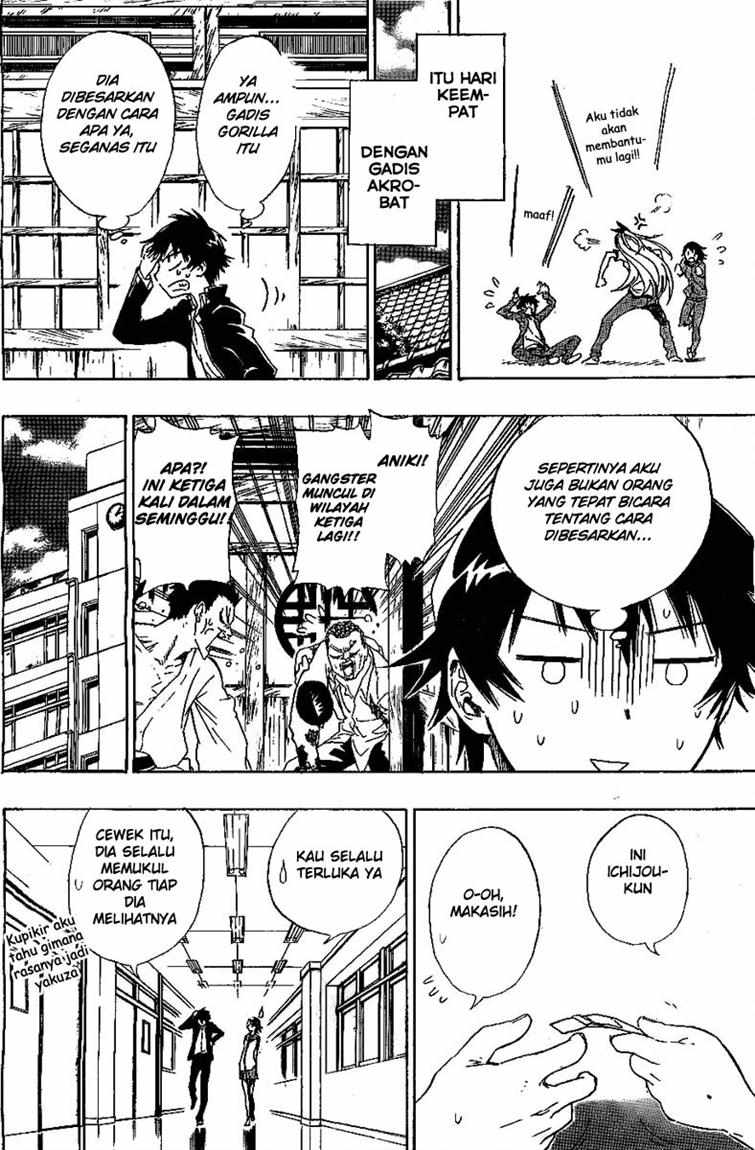 ITU HARI
KEEM-
PAT
DENGAN
GADIS
AKRO-
BAT
Aku tidak
akan
membantu-
mu lagi!!
maaf!
YA
AMPUN...
GADIS
GORILLA
ITU
DIA
DIBESARKAN
DENGAN CARA
APA YA,
SEGANAS ITU
SEPERTINYA AKU
JUGA BUKAN ORANG
YANG TEPAT BICARA
TENTANG CARA
DIBESARKAN...
ANIKI!
GANGSTER
MUNCUL DI
WILAYAH
KETIGA
LAGI!!
APA?!
INI KETIGA
KALI DALAM
SEMINGGU!!
INI
ICHIJOU-
KUN
O-OH,
MAKASIH!
KAU SELALU
TERLUKA YA
CEWEK ITU,
DIA SELALU
MEMUKUL
ORANG TIAP
DIA
MELIHATNYA
Kupikir aku
tahu gimana
rasanya jadi
yakuza